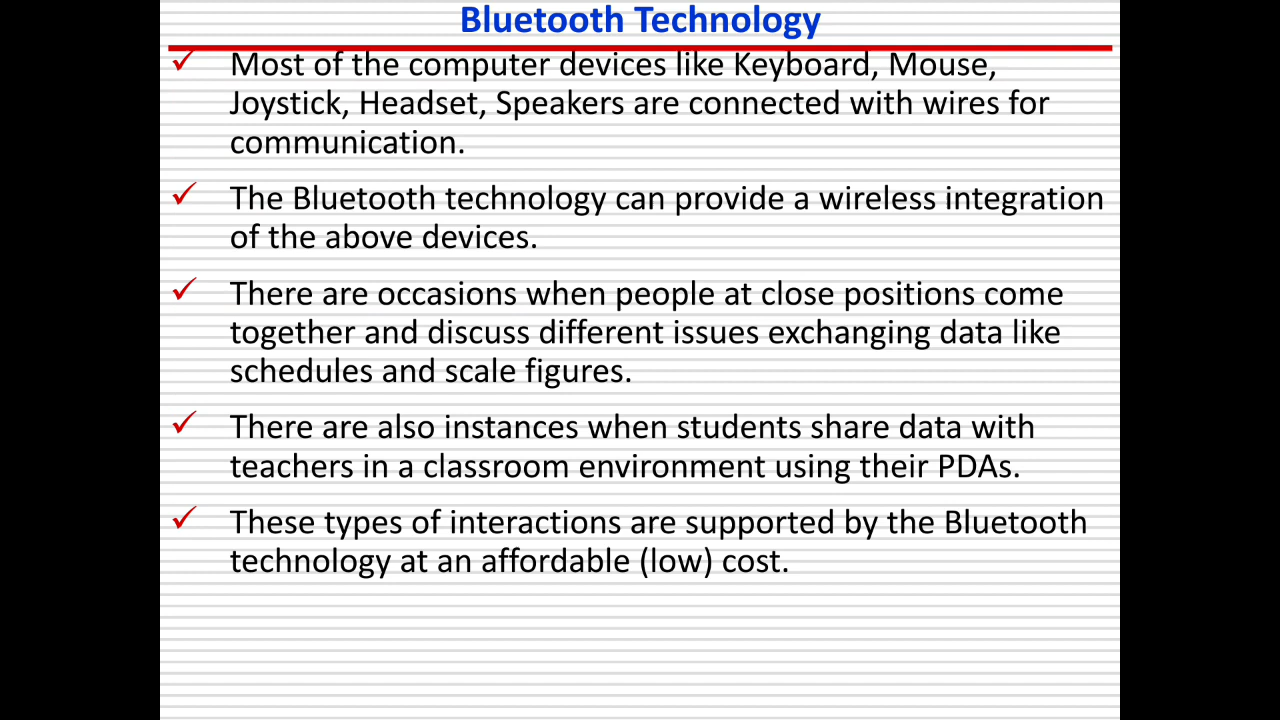 Bluetooth Technology
✓ Most of the computer devices like Keyboard, Mouse,
Joystick, Headset, Speakers are connected with wires for
communication.
✓ The Bluetooth technology can provide a wireless integration
of the above devices.
✓ There are occasions when people at close positions come
together and discuss different issues exchanging data like
schedules and scale figures.
✓ There are also instances when students share data with
teachers in a classroom environment using their PDAs.
✓ These types of interactions are supported by the Bluetooth
technology at an affordable (low) cost.